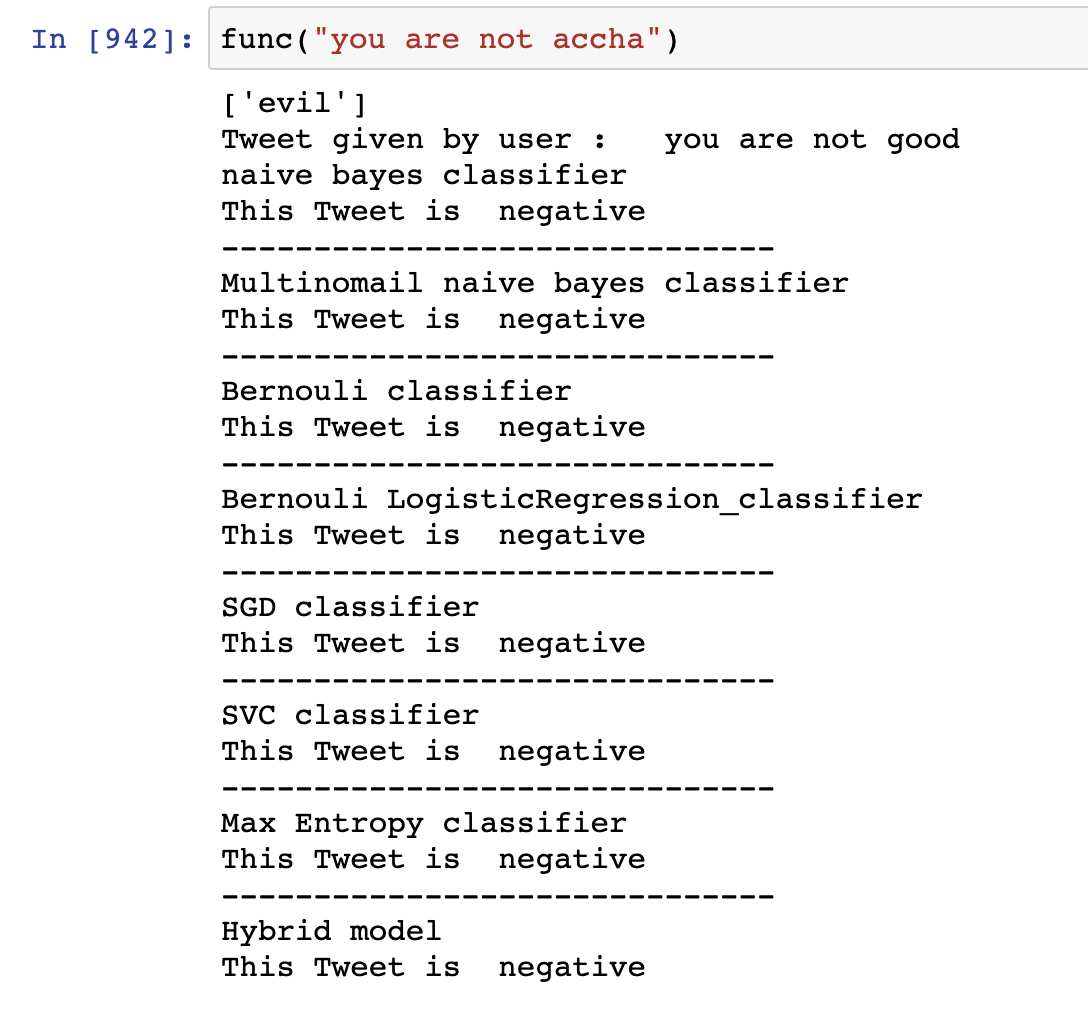 In [942]: func("you are not accha")
['evil']
Tweet given by user :   you are not good
naive bayes classifier
This Tweet is  negative
------------------------------
Multinomail naive bayes classifier
This Tweet is  negative
------------------------------
Bernouli classifier
This Tweet is  negative
------------------------------
Bernouli LogisticRegression_classifier
This Tweet is  negative
------------------------------
SGD classifier
This Tweet is  negative
------------------------------
SVC classifier
This Tweet is  negative
------------------------------
Max Entropy classifier
This Tweet is  negative
------------------------------
Hybrid model
This Tweet is  negative